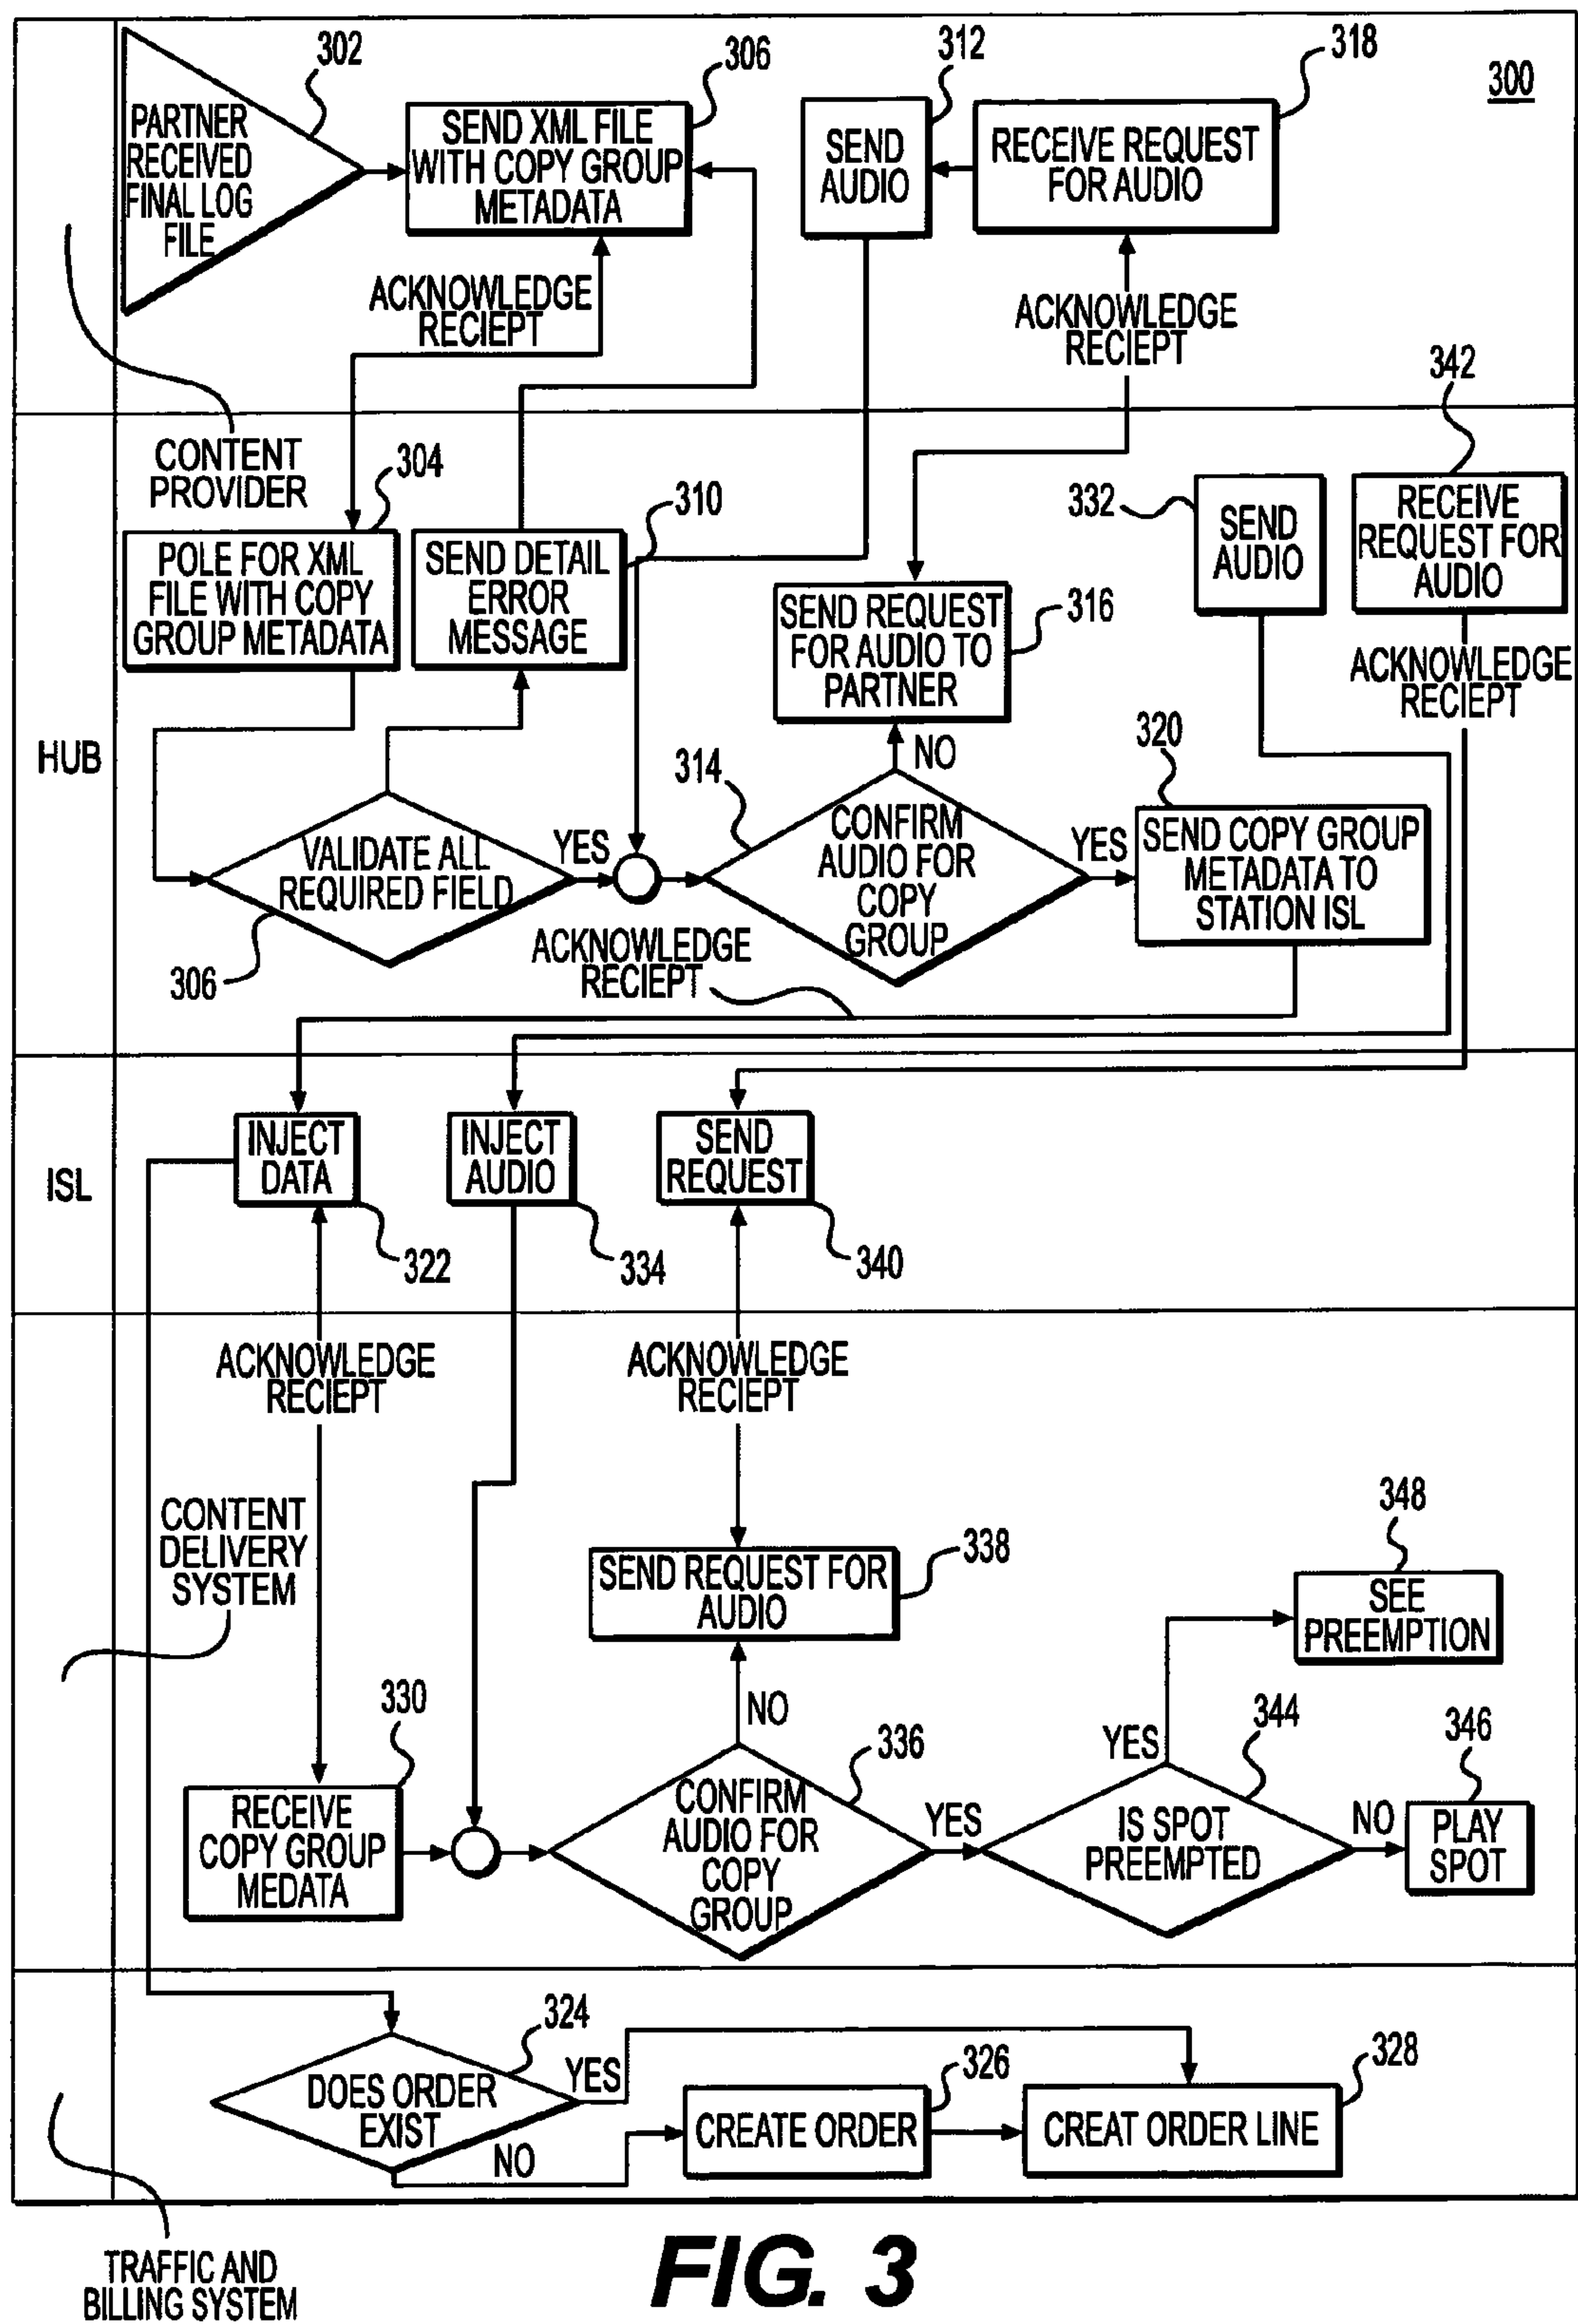 300
302
PARTNER
RECEIVED
FINAL LOG
FILE
306
SEND XML FILE
WITH COPY GROUP
METADATA
312
SEND
AUDIO
318
RECEIVE REQUEST
FOR AUDIO
ACKNOWLEDGE
RECIEPT
ACKNOWLEDGE
RECIEPT
CONTENT
PROVIDER
HUB
304
POLE FOR XML
FILE WITH COPY
GROUP METADATA
310
SEND DETAIL
ERROR
MESSAGE
316
SEND REQUEST
FOR AUDIO TO
PARTNER
332
SEND
AUDIO
342
RECEIVE
REQUEST FOR
AUDIO
ACKNOWLEDGE
RECIEPT
306
VALIDATE ALL
REQUIRED FIELD
YES
314
CONFIRM
AUDIO FOR
COPY
GROUP
NO
YES
320
SEND COPY GROUP
METADATA TO
STATION ISL
ACKNOWLEDGE
RECIEPT
ISL
INJECT
DATA
322
INJECT
AUDIO
334
SEND
REQUEST
340
ACKNOWLEDGE
RECIEPT
ACKNOWLEDGE
RECIEPT
CONTENT
DELIVERY
SYSTEM
338
SEND REQUEST FOR
AUDIO
348
SEE
PREEMPTION
330
RECEIVE
COPY GROUP
MEDATA
NO
336
CONFIRM
AUDIO FOR
COPY
GROUP
YES
YES
344
IS SPOT
PREEMPTED
NO
346
PLAY
SPOT
324
DOES ORDER
EXIST
YES
NO
326
CREATE ORDER
328
CREAT ORDER LINE
TRAFFIC AND
BILLING SYSTEM
FIG. 3